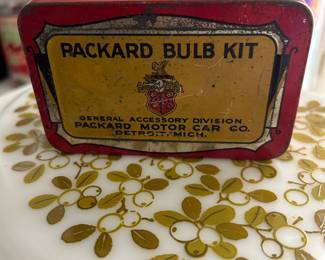 PACKARD BULB KIT
GENERAL ACCESSORY DIVISION
PACKARD MOTOR CAR CO.
DETROIT, MICH.